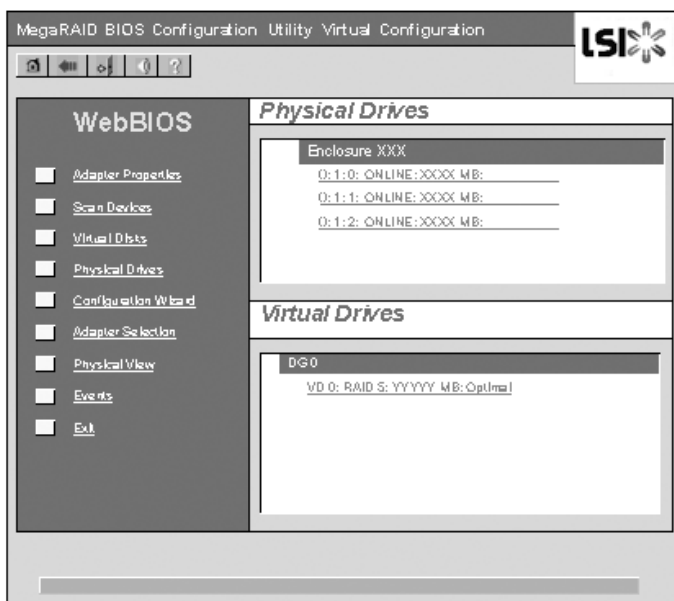 MegaRAID BIOS Configuration Utility Virtual Configuration
LSI
?
WebBIOS
Adapter Properties
Scan Devices
Virtual Disks
Physical Drives
Configuration Wizard
Adapter Selection
Physical View
Events
Exit
Physical Drives
Enclosure XXX
0:1:0: ONLINE:XXXX MB:
0:1:1: ONLINE:XXXX MB:
0:1:2: ONLINE:XXXX MB:
Virtual Drives
DG0
VD 0: RAID 5: YYYYY MB:Optimal